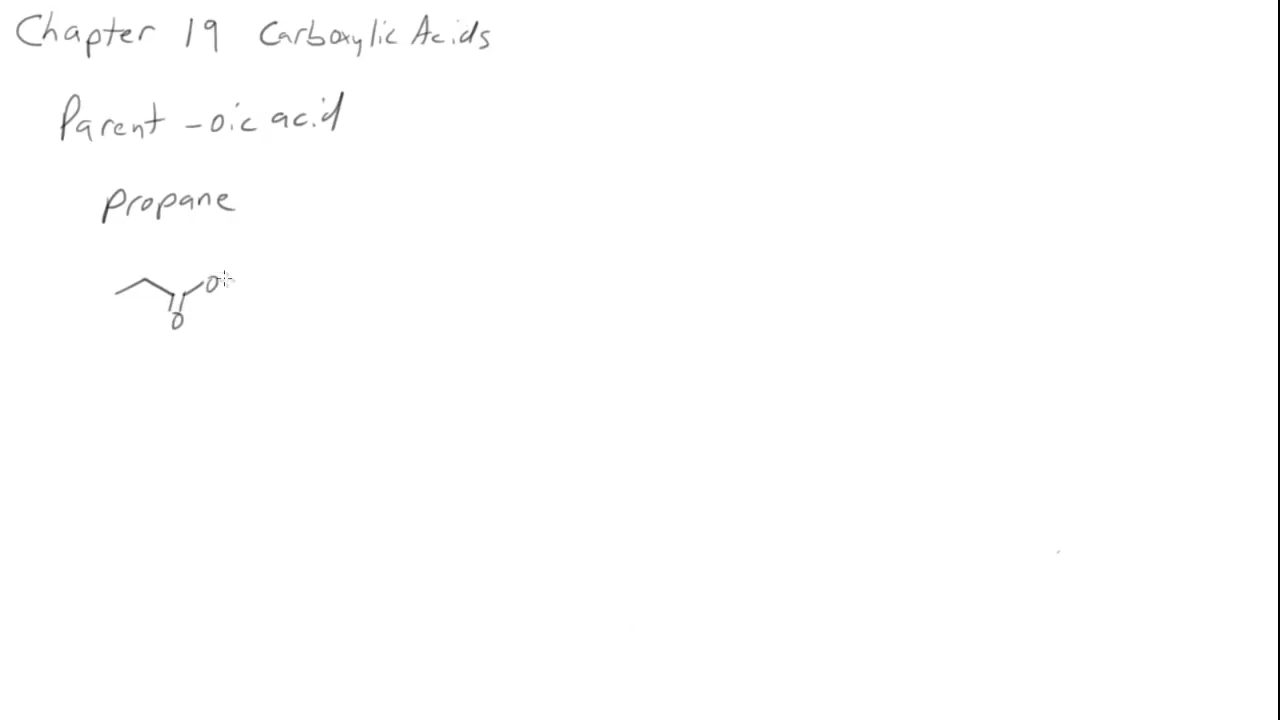 Chapter 19 Carboxylic Acids
Parent -oic acid
propane
O
O